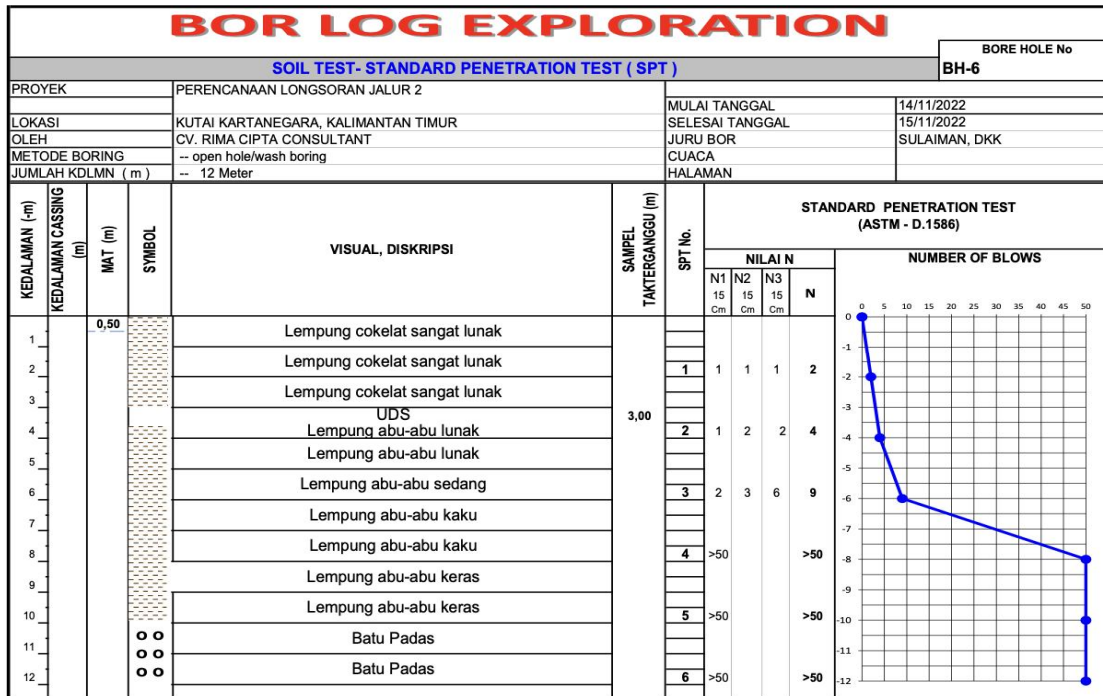 BOR LOG EXPLORATION
BORE HOLE No
SOIL TEST- STANDARD PENETRATION TEST ( SPT )
BH-6
PROYEK PERENCANAAN LONGSORAN JALUR 2
MULAI TANGGAL 14/11/2022
LOKASI KUTAI KARTANEGARA, KALIMANTAN TIMUR SELESAI TANGGAL 15/11/2022
OLEH CV. RIMA CIPTA CONSULTANT JURU BOR SULAIMAN, DKK
METODE BORING -- open hole/wash boring CUACA
JUMLAH KDLMN ( m ) -- 12 Meter HALAMAN
KEDALAMAN (-m)
KEDALAMAN CASSING (m)
MAT (m)
SYMBOL
VISUAL, DISKRIPSI
SAMPEL TAKTERGANGGU (m)
SPT No.
STANDARD PENETRATION TEST
(ASTM - D.1586)
NILAI N
NUMBER OF BLOWS
N1 N2 N3 N
15 15 15
Cm Cm Cm
0 5 10 15 20 25 30 35 40 45 50
0,50
1 Lempung cokelat sangat lunak
2 Lempung cokelat sangat lunak 1 1 1 1 2
3 Lempung cokelat sangat lunak
UDS 3,00
4 Lempung abu-abu lunak 2 1 2 2 4
5 Lempung abu-abu lunak
6 Lempung abu-abu sedang 3 2 3 6 9
7 Lempung abu-abu kaku
8 Lempung abu-abu kaku 4 >50 >50
9 Lempung abu-abu keras
10 Lempung abu-abu keras 5 >50 >50
11 Batu Padas
12 Batu Padas 6 >50 >50
0
-1
-2
-3
-4
-5
-6
-7
-8
-9
-10
-11
-12